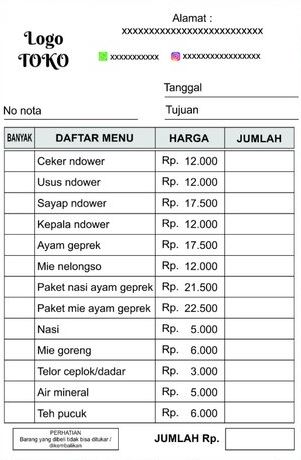 Logo
TOKO
Alamat :
xxxxxxxxxxxxxxxxxxxxxxxxxx
xxxxxxxxxxx xxxxxxxxxxxxxxxxx
Tanggal
No nota
Tujuan
BANYAK DAFTAR MENU HARGA JUMLAH
Ceker ndower Rp. 12.000
Usus ndower Rp. 12.000
Sayap ndower Rp. 17.500
Kepala ndower Rp. 12.000
Ayam geprek Rp. 17.500
Mie nelongso Rp. 12.000
Paket nasi ayam geprek Rp. 21.500
Paket mie ayam geprek Rp. 22.500
Nasi Rp. 5.000
Mie goreng Rp. 6.000
Telor ceplok/dadar Rp. 3.000
Air mineral Rp. 5.000
Teh pucuk Rp. 6.000
PERHATIAN
Barang yang dibeli tidak bisa ditukar /
dikembalikan
JUMLAH Rp.